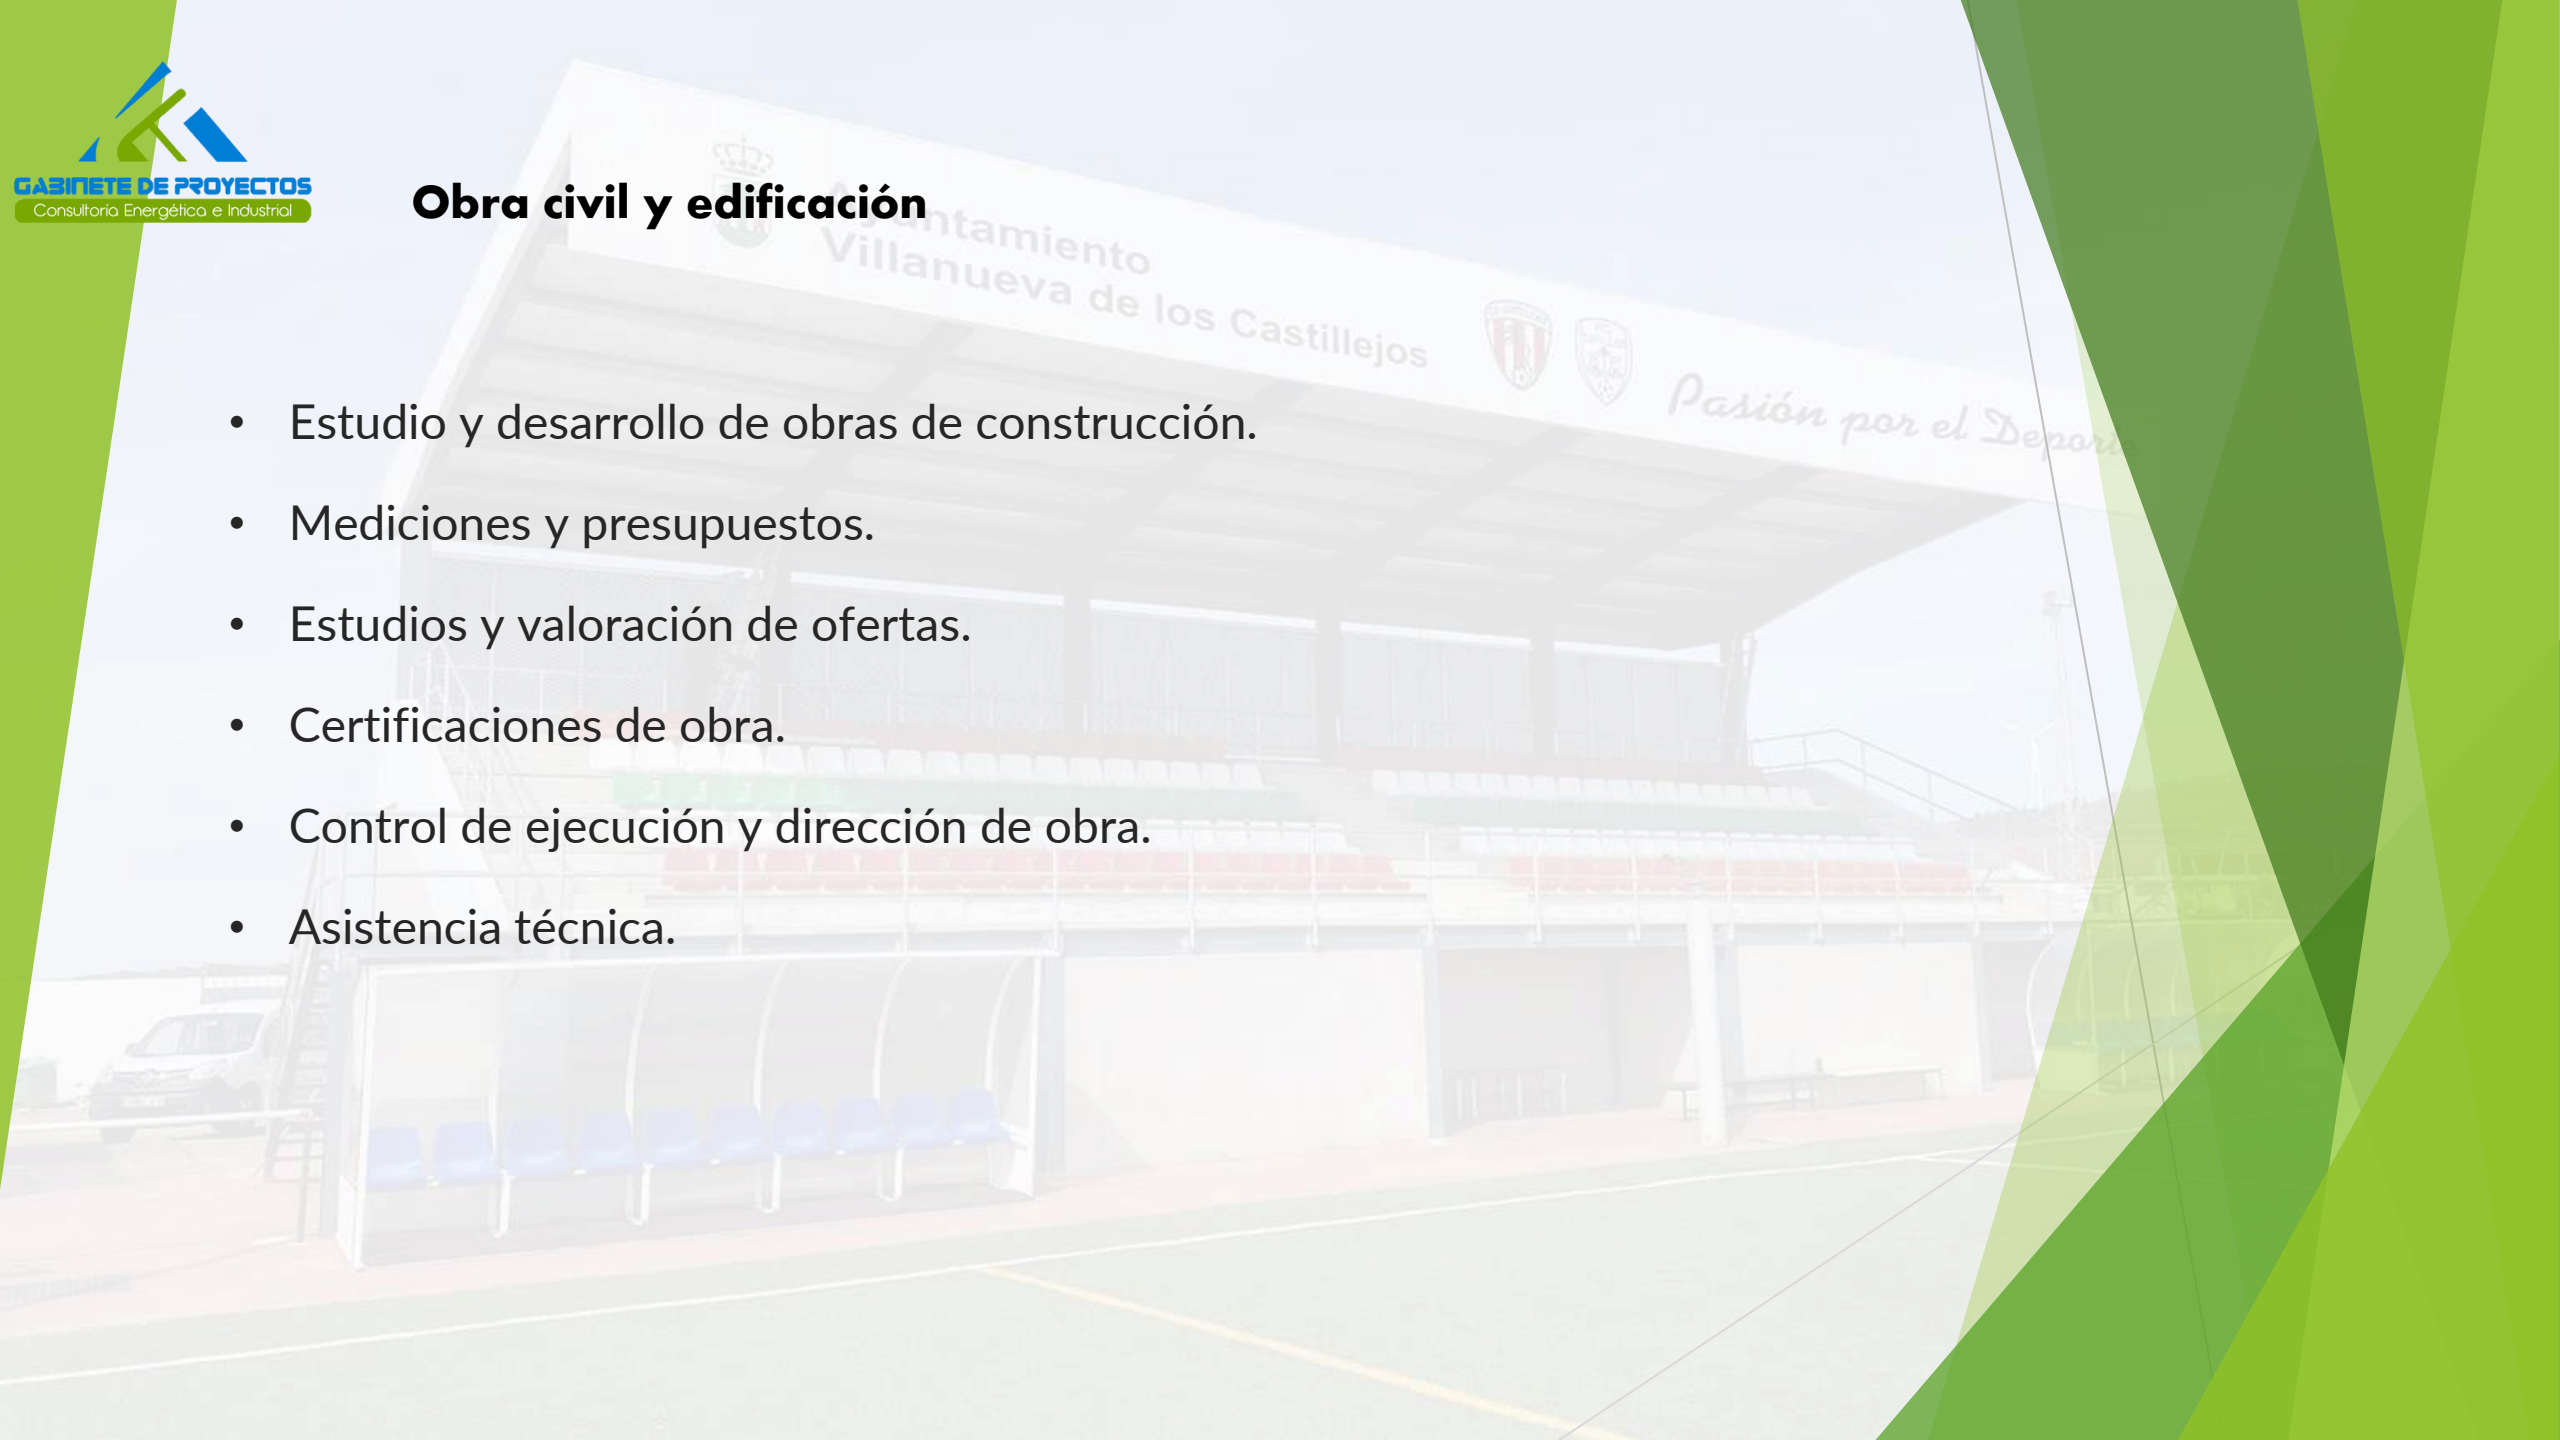 GABINETE DE PROYECTOS
Consultoría Energética e Industrial
Obra civil y edificación
Ayuntamiento
Villanueva de los Castillejos
Pasión por el Deporte
• Estudio y desarrollo de obras de construcción.
• Mediciones y presupuestos.
• Estudios y valoración de ofertas.
• Certificaciones de obra.
• Control de ejecución y dirección de obra.
• Asistencia técnica.